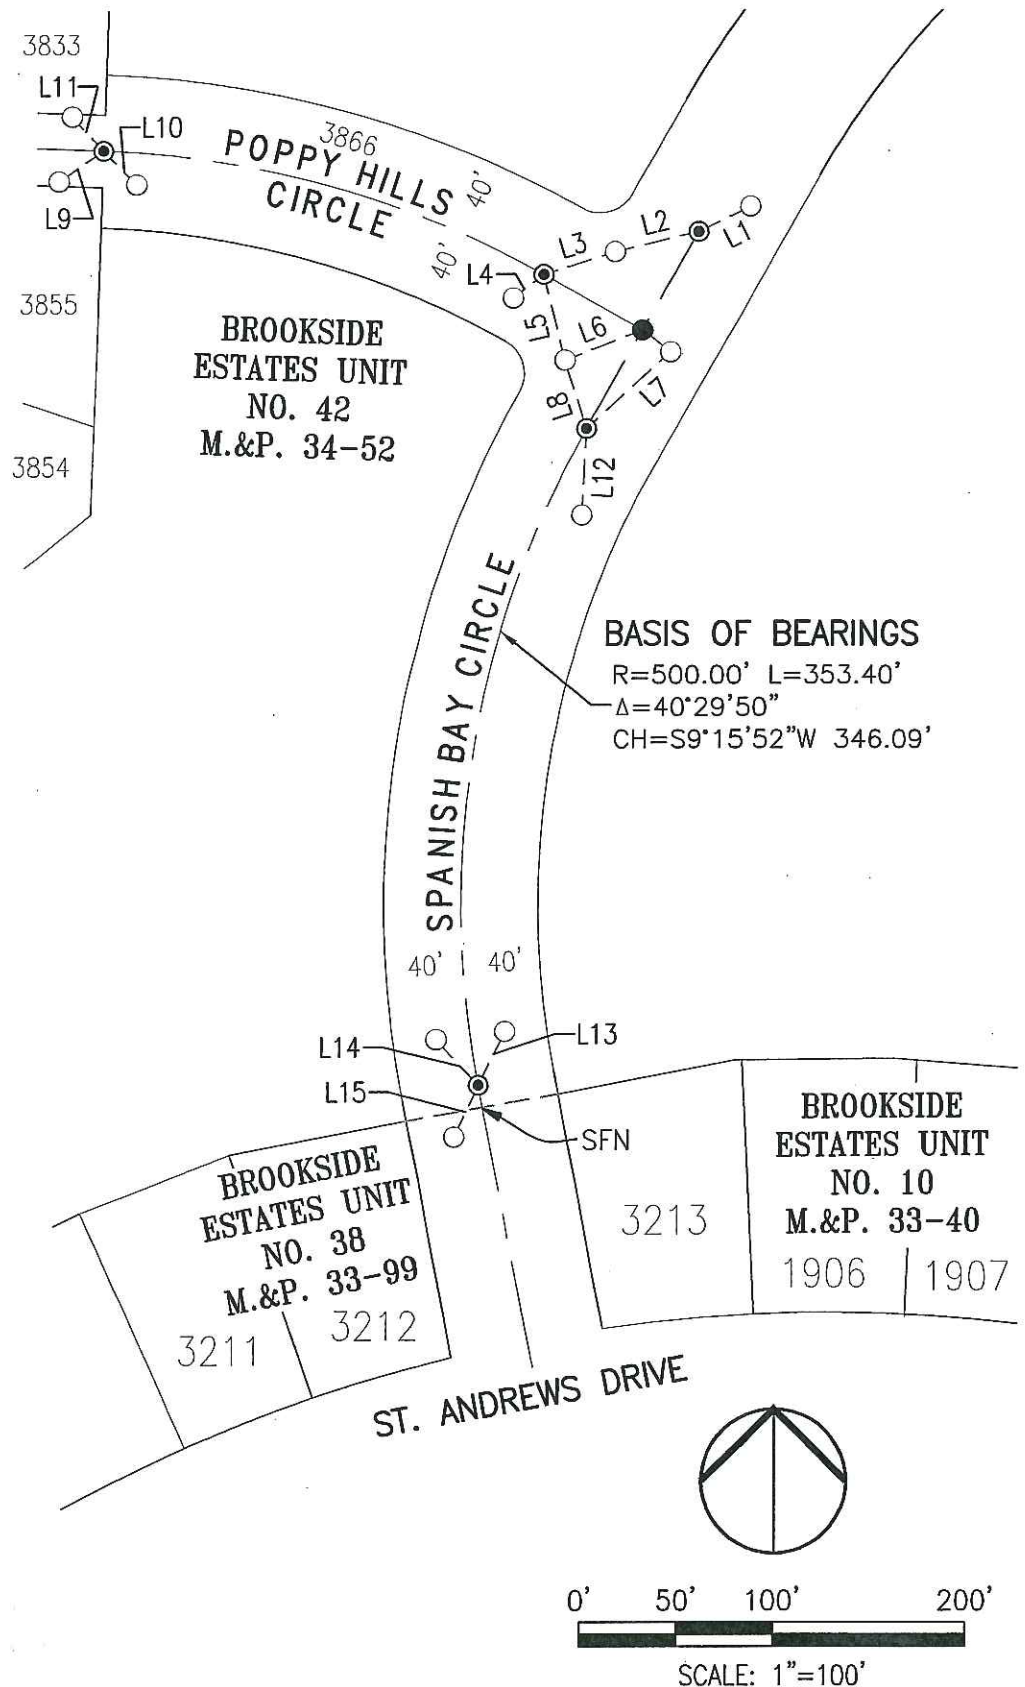 3833
L11
L10
3866
POPPY HILLS
CIRCLE
40'
40'
L9
L4
L3
L2
L1
L5
L6
L7
L8
L12
3855
BROOKSIDE
ESTATES UNIT
NO. 42
M.&P. 34-52
3854
SPANISH BAY CIRCLE
BASIS OF BEARINGS
R=500.00' L=353.40'
Δ=40°29'50"
CH=S9°15'52"W 346.09'
40'
40'
L14
L13
L15
SFN
BROOKSIDE
ESTATES UNIT
NO. 38
M.&P. 33-99
3211
3212
3213
BROOKSIDE
ESTATES UNIT
NO. 10
M.&P. 33-40
1906
1907
ST. ANDREWS DRIVE
0' 50' 100' 200'
SCALE: 1"=100'